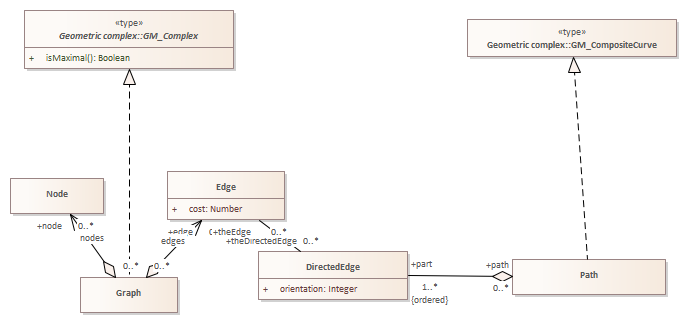 «type»
Geometric complex::GM_Complex
+ isMaximal(): Boolean
«type»
Geometric complex::GM_CompositeCurve
Node
Edge
+ cost: Number
+node 0..*
nodes
+edge 0..*
edges
+theEdge 0..*
+theDirectedEdge 0..*
0..* 0..*
Graph
DirectedEdge
+ orientation: Integer
+part
1..*
{ordered}
+path
0..*
Path